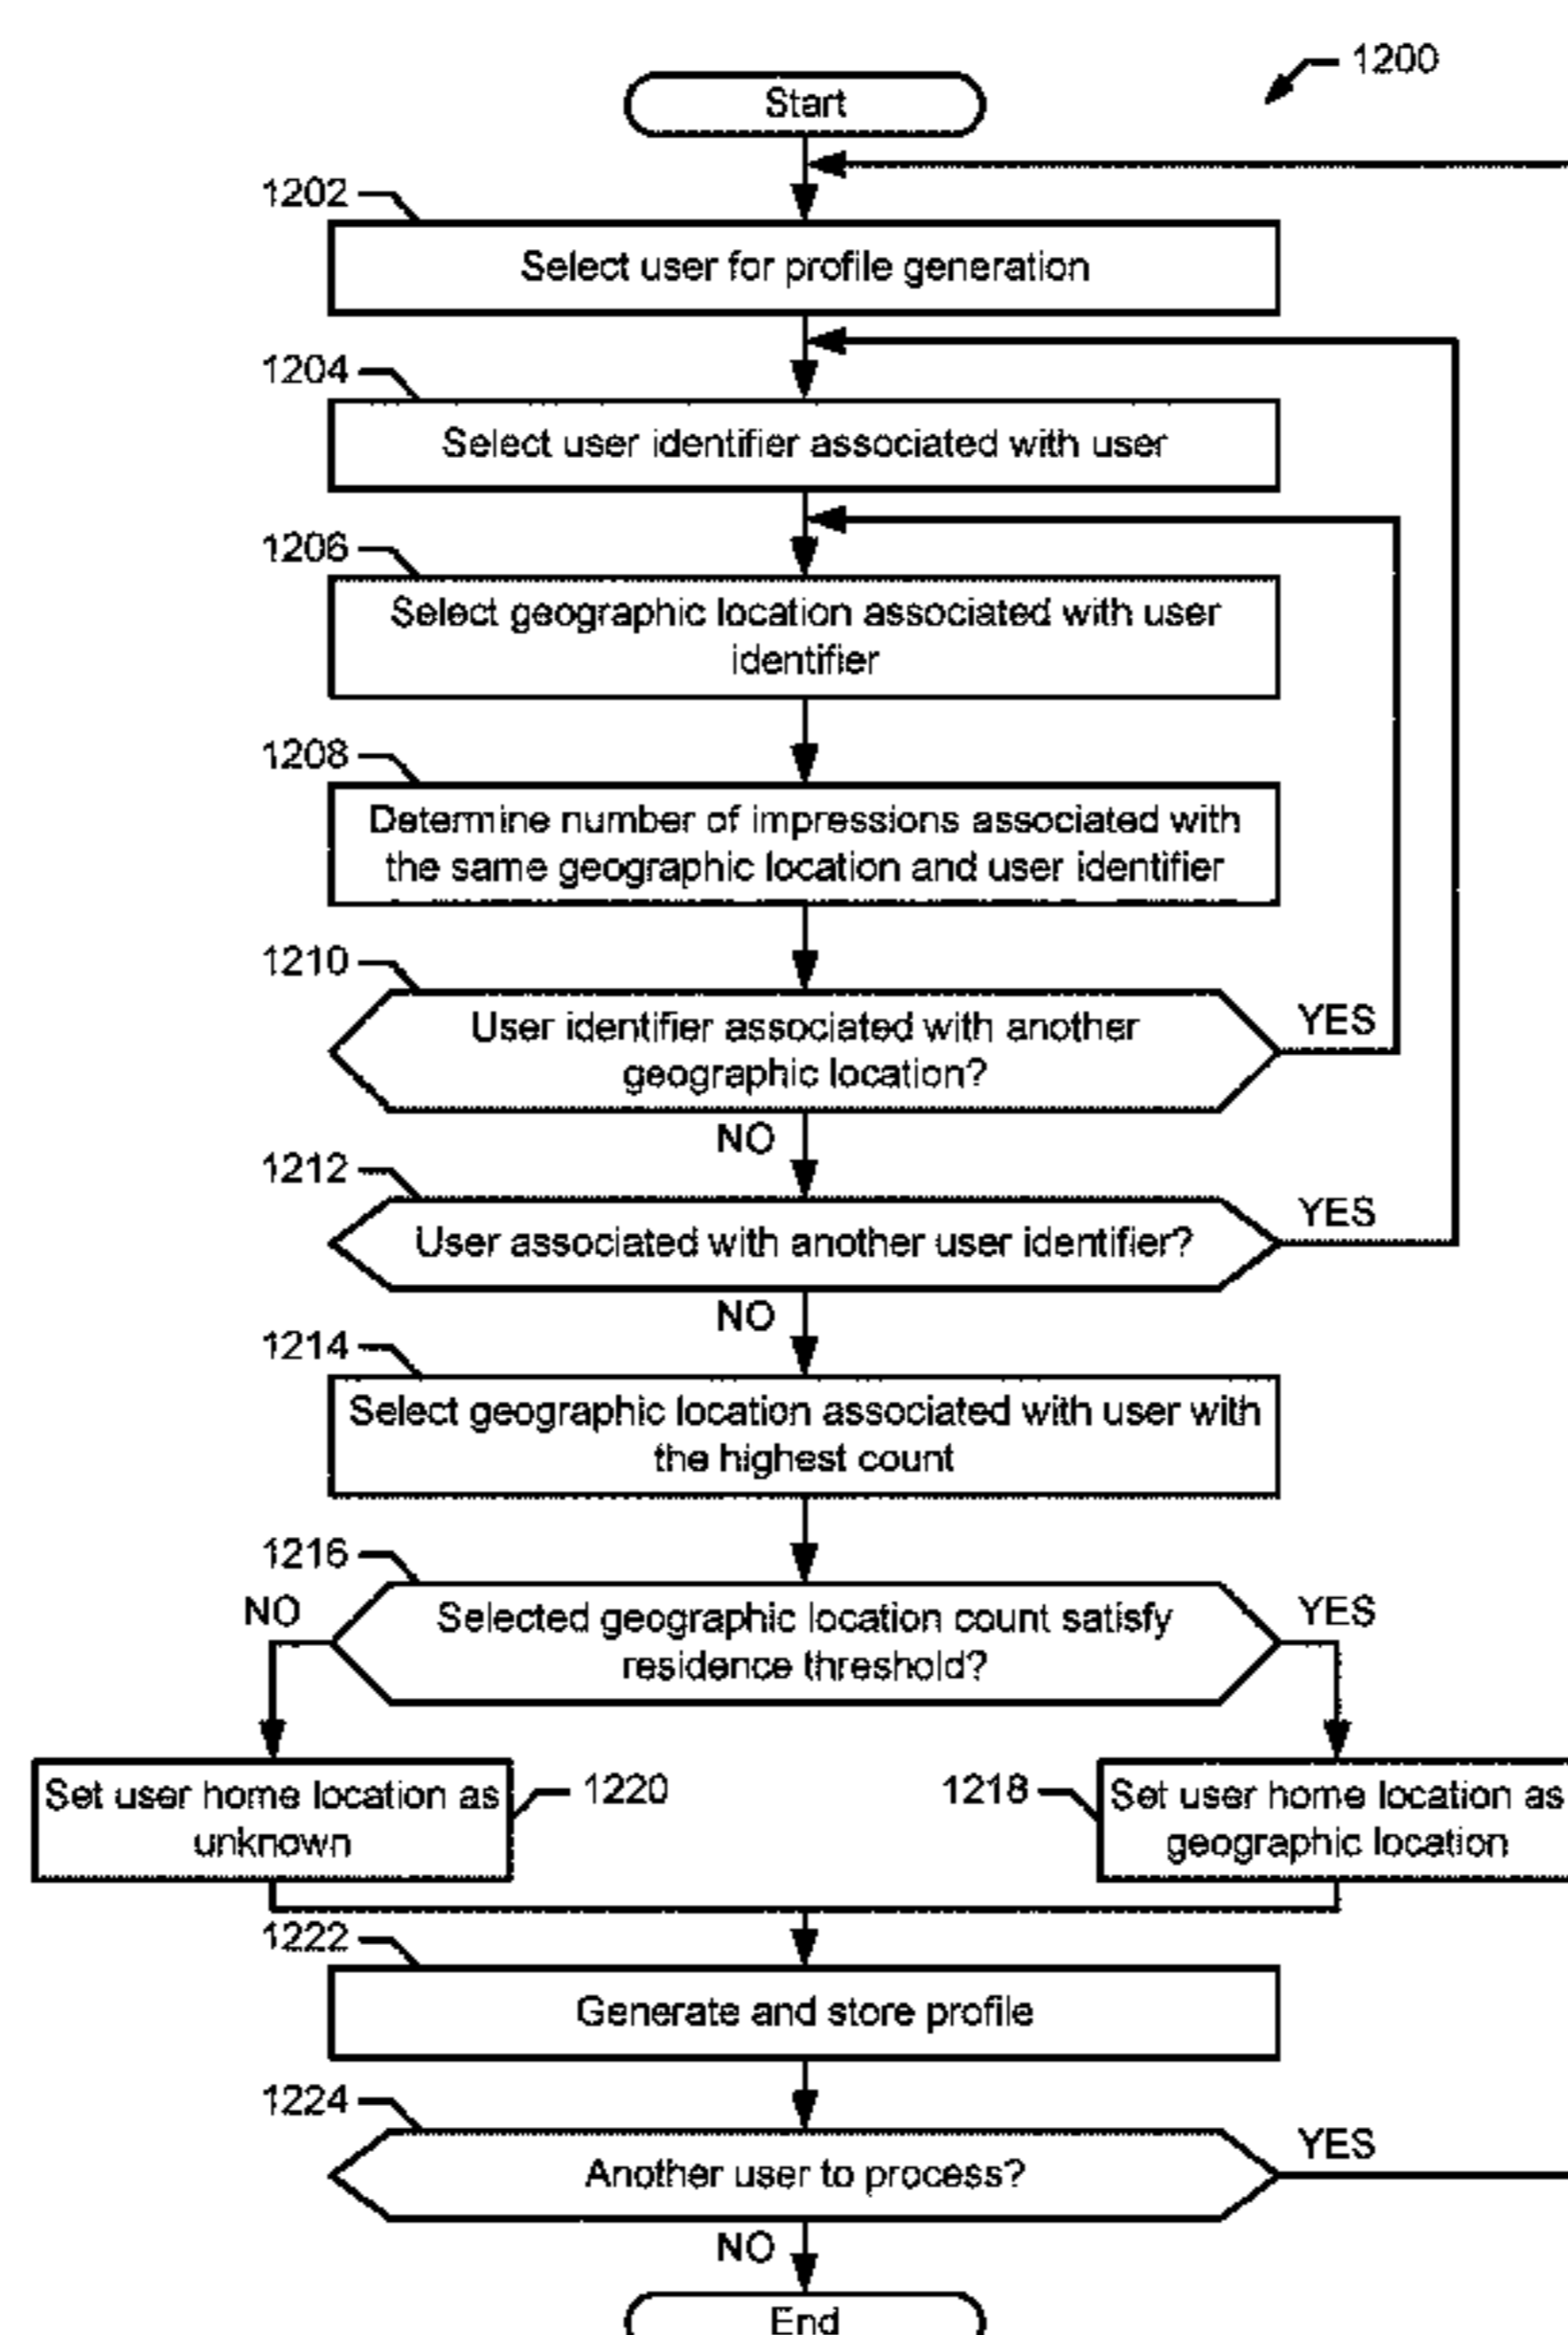 1200
Start
1202
Select user for profile generation
1204
Select user identifier associated with user
1206
Select geographic location associated with user
identifier
1208
Determine number of impressions associated with
the same geographic location and user identifier
1210
User identifier associated with another
geographic location?
YES
NO
1212
User associated with another user identifier?
YES
NO
1214
Select geographic location associated with user with
the highest count
1216
Selected geographic location count satisfy
residence threshold?
NO
YES
Set user home location as
unknown
1220
1218
Set user home location as
geographic location
1222
Generate and store profile
1224
Another user to process?
YES
NO
End